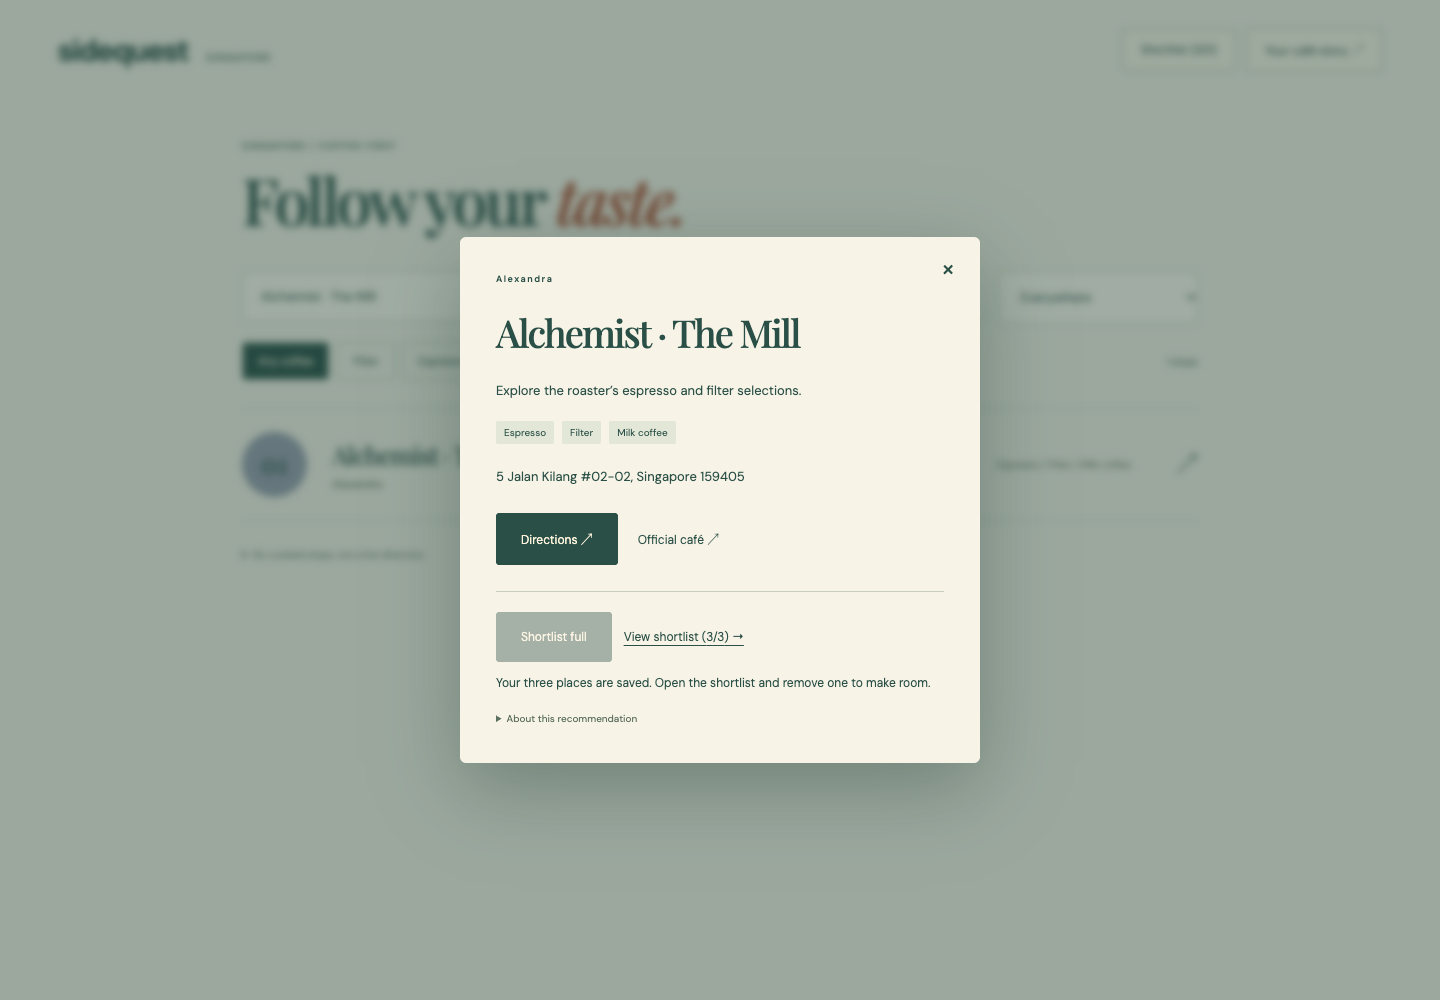 sidequest
Follow your taste.
Alexandra
✕
Alchemist · The Mill
Explore the roaster’s espresso and filter selections.
Espresso Filter Milk coffee
5 Jalan Kilang #02-02, Singapore 159405
Directions ↗ Official café ↗
Shortlist full View shortlist (3/3) →
Your three places are saved. Open the shortlist and remove one to make room.
▶ About this recommendation